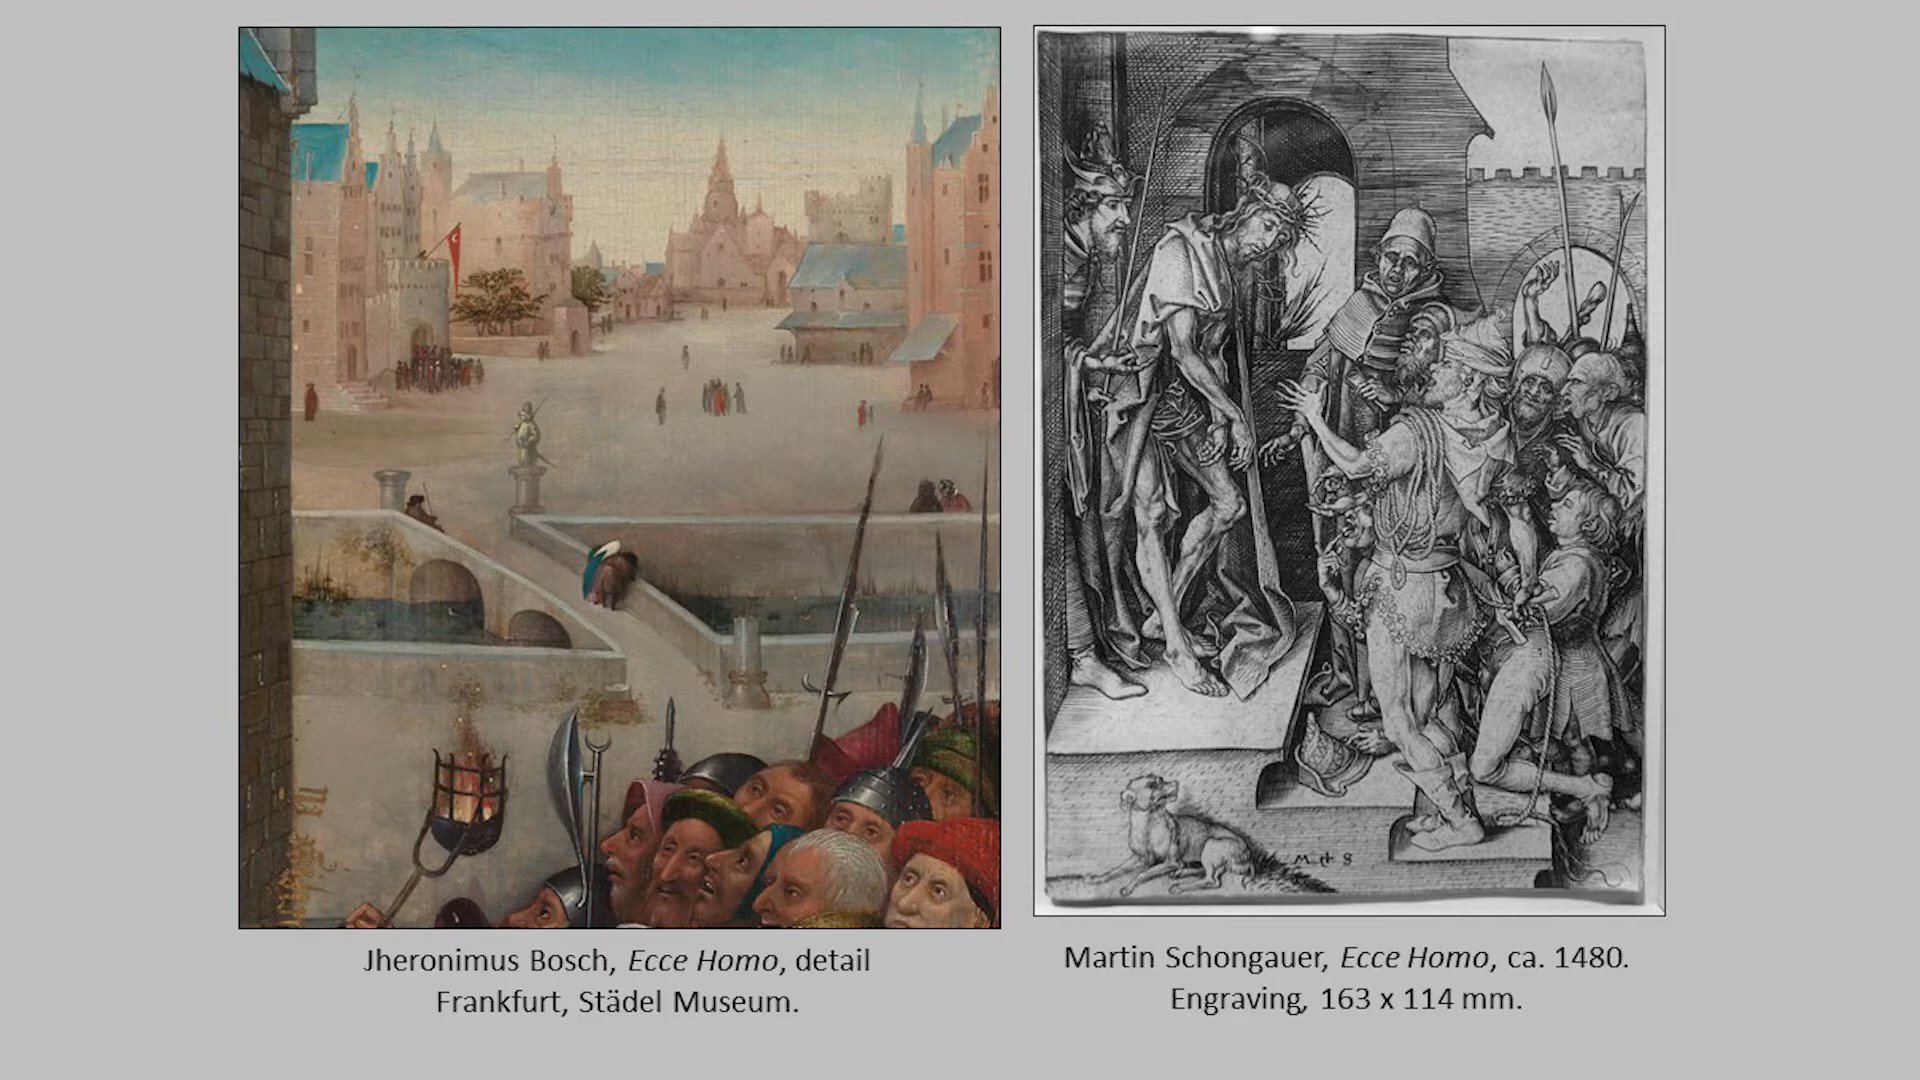 Jheronimus Bosch, Ecce Homo, detail
Frankfurt, Städel Museum.
Martin Schongauer, Ecce Homo, ca. 1480.
Engraving, 163 x 114 mm.